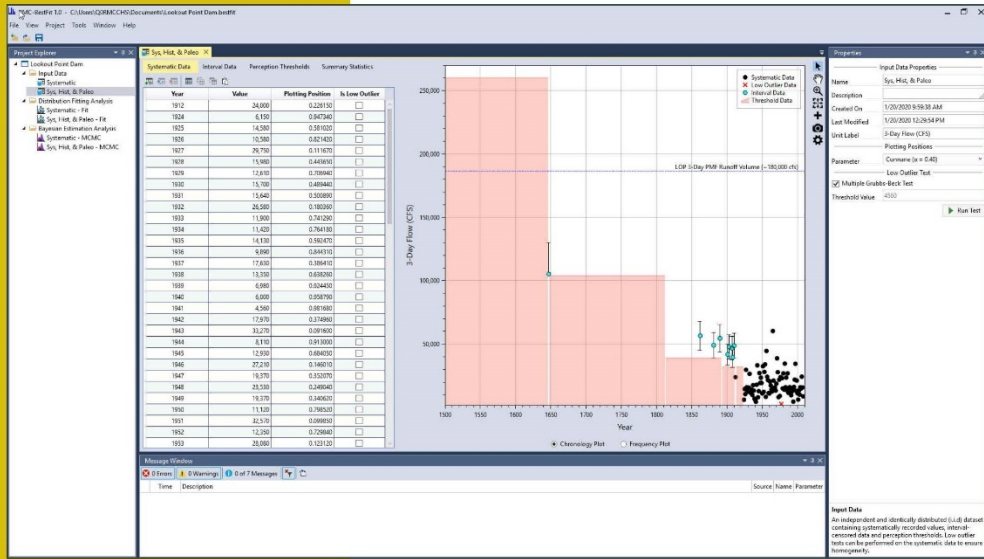 RMC-BestFit 1.0 - C:\Users\Q0RMCCHS\Documents\Lookout Point Dam.bestfit
File View Project Tools Window Help
Project Explorer
Lookout Point Dam
Input Data
Systematic
Sys, Hist, & Paleo
Distribution Fitting Analysis
Systematic - Fit
Sys, Hist, & Paleo - Fit
Bayesian Estimation Analysis
Systematic - MCMC
Sys, Hist, & Paleo - MCMC
Sys, Hist, & Paleo
Systematic Data Interval Data Perception Thresholds Summary Statistics
Year Value Plotting Position Is Low Outlier
1912 24,000 0.226150
1924 6,150 0.947340
1925 14,580 0.581020
1926 10,580 0.821420
1927 29,750 0.111670
1928 15,980 0.443650
1929 12,610 0.706940
1930 15,700 0.489440
1931 15,640 0.500890
1932 26,580 0.180360
1933 11,900 0.741290
1934 11,420 0.764180
1935 14,130 0.592470
1936 9,890 0.844310
1937 17,630 0.386410
1938 13,350 0.638260
1939 6,980 0.924450
1940 6,000 0.958790
1941 4,560 0.981680
1942 17,970 0.374960
1943 33,270 0.091600
1944 8,110 0.913000
1945 12,930 0.684050
1946 27,210 0.146010
1947 19,370 0.352070
1948 23,530 0.249040
1949 19,370 0.340620
1950 11,120 0.798520
1951 32,570 0.099850
1952 12,350 0.729840
1953 28,080 0.123120
3-Day Flow (CFS)
250,000
200,000
150,000
100,000
50,000
Systematic Data
Low Outlier Data
Interval Data
Threshold Data
LOP 3-Day PMF Runoff Volume (~180,000 cfs)
1500 1550 1600 1650 1700 1750 1800 1850 1900 1950 2000
Year
Chronology Plot Frequency Plot
Properties
Input Data Properties
Name Sys, Hist, & Paleo
Description
Created On 1/20/2020 9:59:38 AM
Last Modified 1/20/2020 12:29:54 PM
Unit Label 3-Day Flow (CFS)
Plotting Positions
Parameter Cunnane (α = 0.40)
Low Outlier Test
Multiple Grubbs-Beck Test
Threshold Value 4560
Run Test
Message Window
0 Errors 0 Warnings 0 of 7 Messages
Time Description Source Name Parameter
Input Data
An independent and identically distributed (i.i.d) dataset
containing systematically recorded values, interval-
censored data and perception thresholds. Low outlier
tests can be performed on the systematic data to ensure
homogeneity.